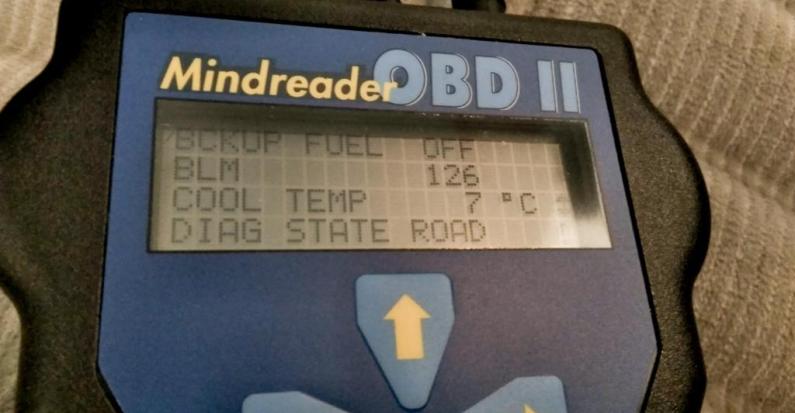 Mindreader OBD II
BCKUP FUEL OFF
BLM 126
COOL TEMP 7 °C
DIAG STATE ROAD